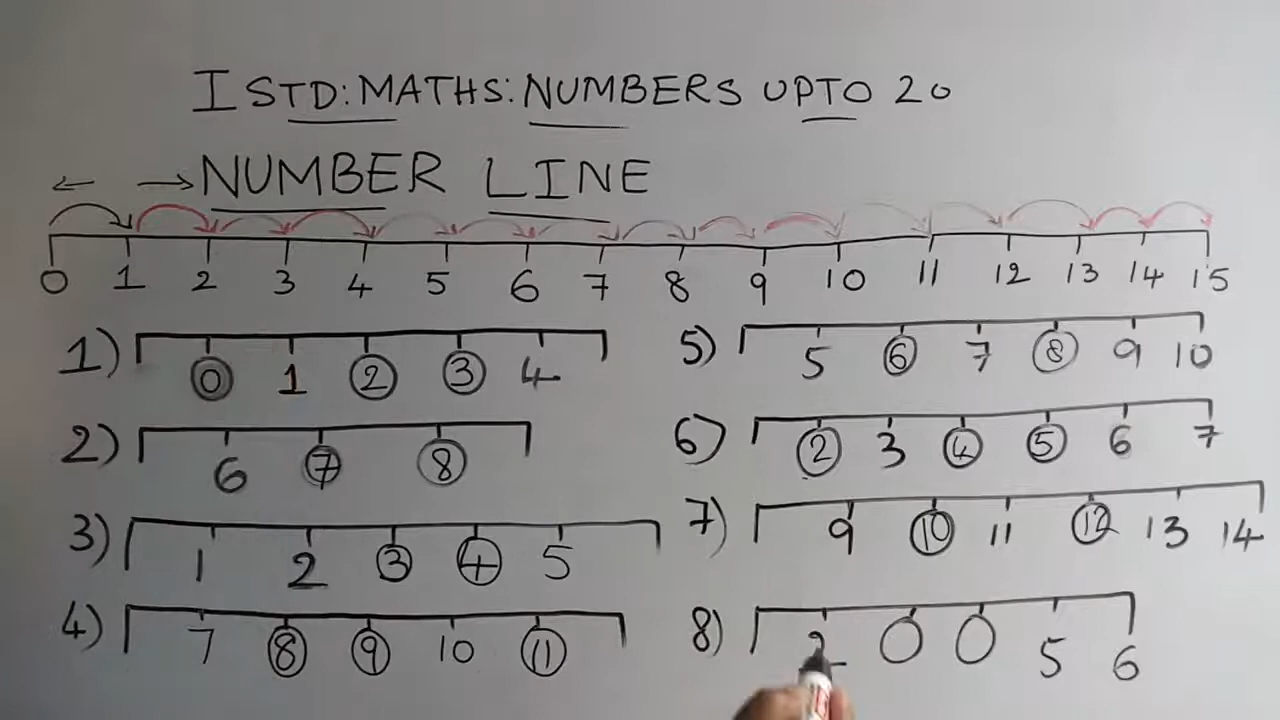 I STD: MATHS: NUMBERS UPTO 20
NUMBER LINE
0 1 2 3 4 5 6 7 8 9 10 11 12 13 14 15
1) 0 1 2 3 4
2) 6 7 8
3) 1 2 3 4 5
4) 7 8 9 10 11
5) 5 6 7 8 9 10
6) 2 3 4 5 6 7
7) 9 10 11 12 13 14
8) 2 5 6